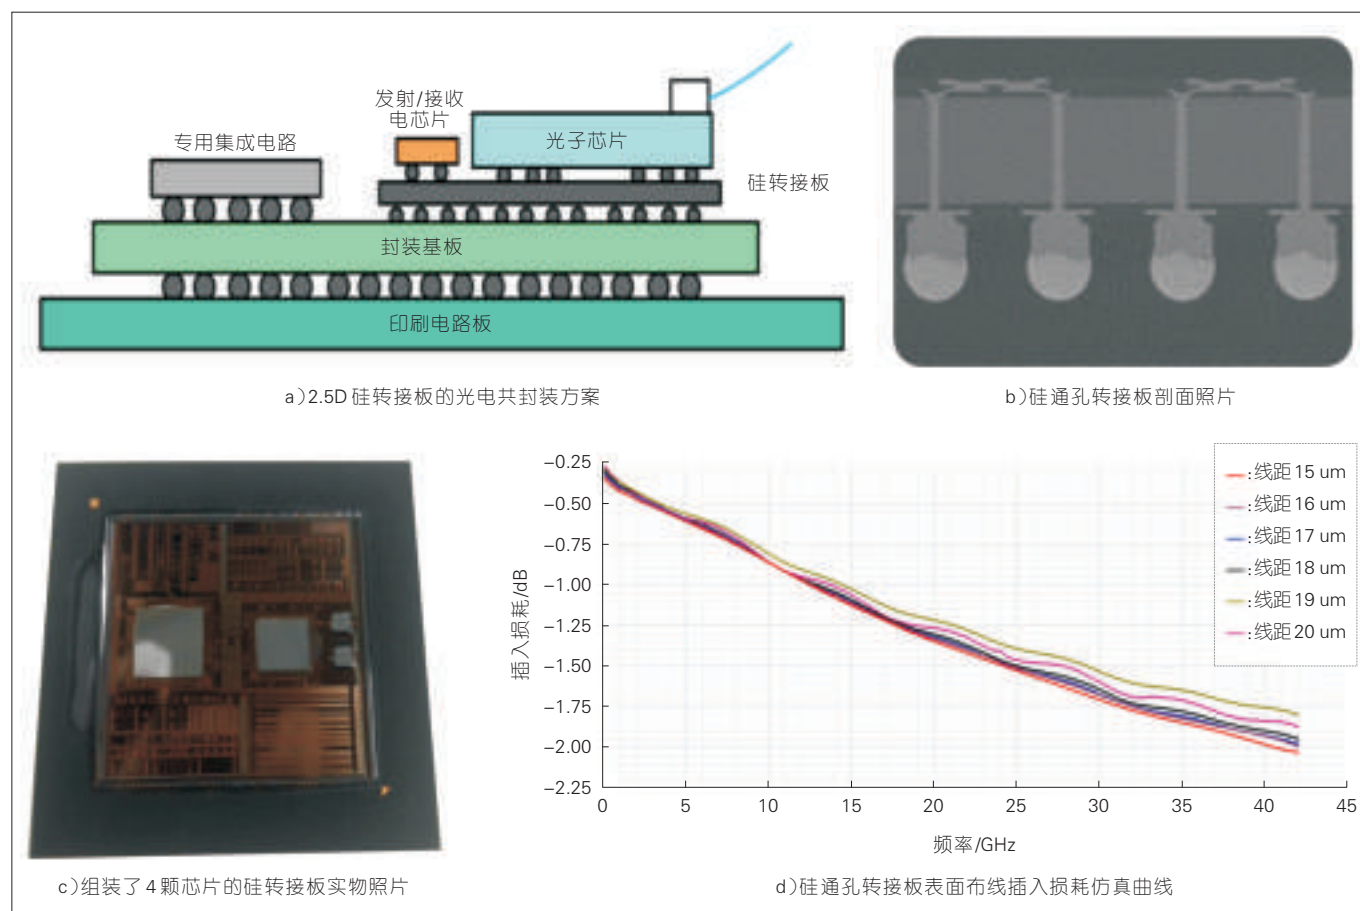 发射/接收
电芯片
专用集成电路
光子芯片
硅转接板
封装基板
印刷电路板
a)2.5D 硅转接板的光电共封装方案
b)硅通孔转接板剖面照片
c)组装了4颗芯片的硅转接板实物照片
插入损耗/dB
-0.25
-0.50
-0.75
-1.00
-1.25
-1.50
-1.75
-2.00
-2.25
0 5 10 15 20 25 30 35 40 45
频率/GHz
:线距 15 um
:线距 16 um
:线距 17 um
:线距 18 um
:线距 19 um
:线距 20 um
d)硅通孔转接板表面布线插入损耗仿真曲线